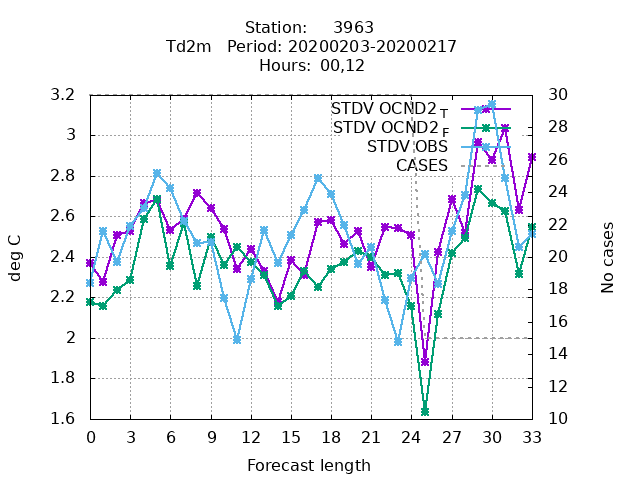 Station: 3963
Td2m Period: 20200203-20200217
Hours: 00,12
STDV OCND2 T
STDV OCND2 F
STDV OBS
CASES
deg C
3.2
3
2.8
2.6
2.4
2.2
2
1.8
1.6
30
28
26
24
22
20
18
16
14
12
10
No cases
0 3 6 9 12 15 18 21 24 27 30 33
Forecast length